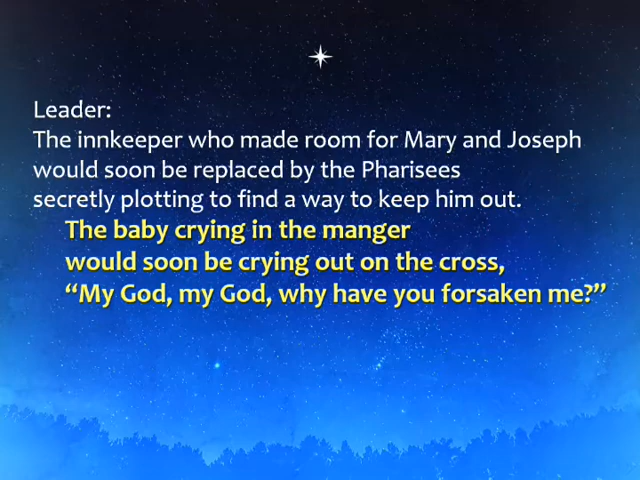 Leader:
The innkeeper who made room for Mary and Joseph
would soon be replaced by the Pharisees
secretly plotting to find a way to keep him out.
The baby crying in the manger
would soon be crying out on the cross,
“My God, my God, why have you forsaken me?”